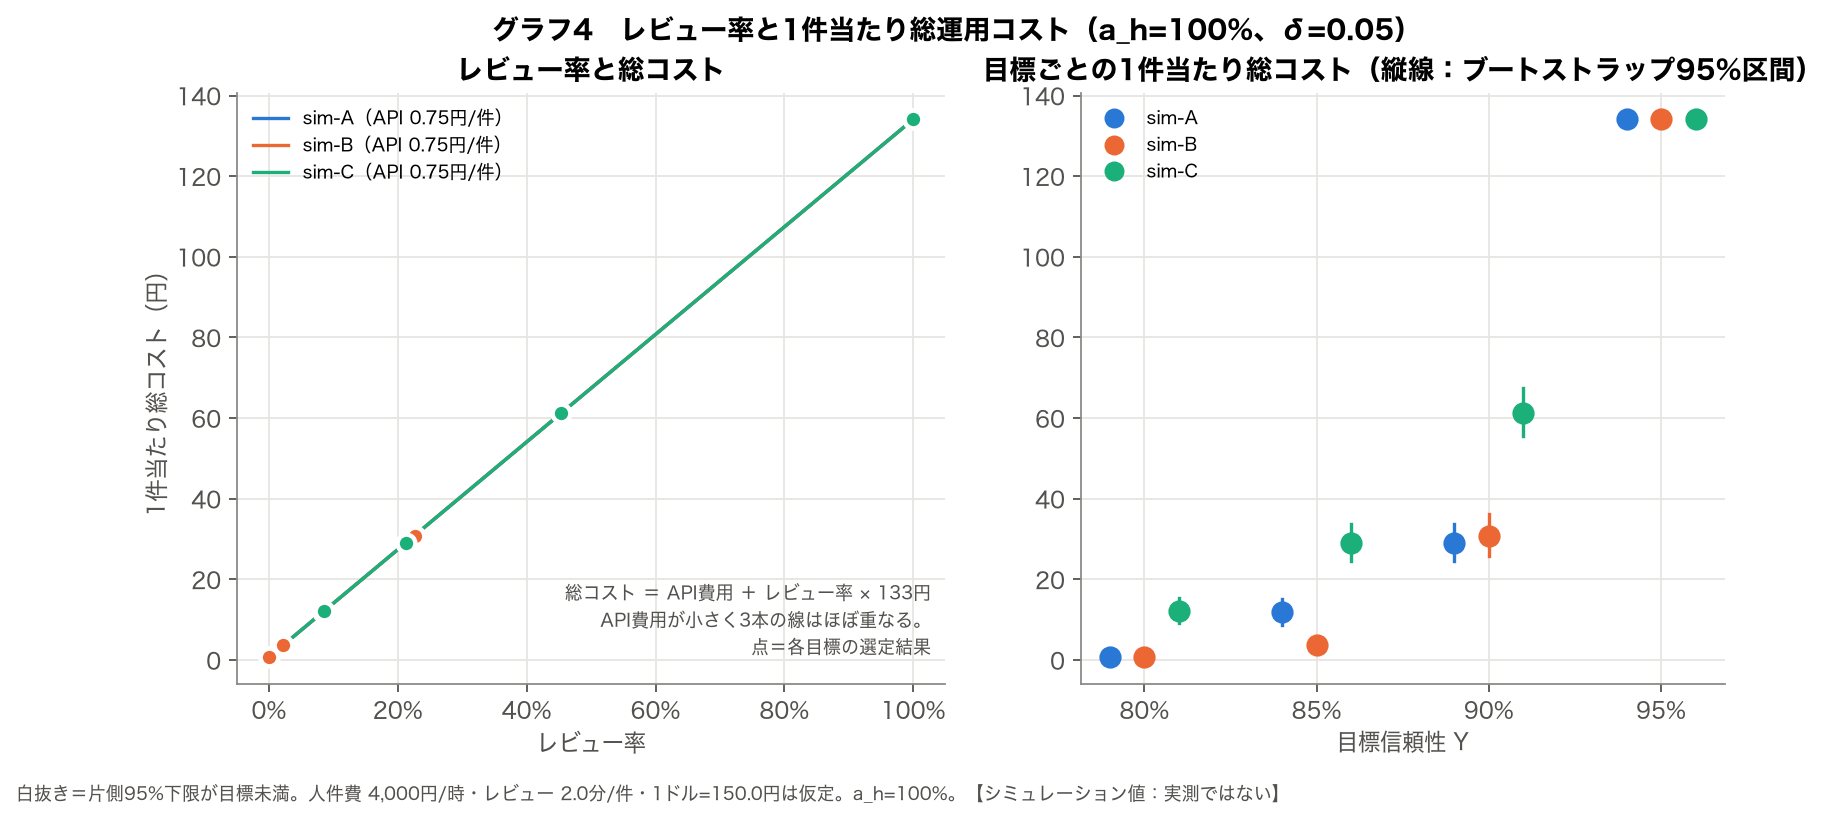 グラフ4　レビュー率と1件当たり総運用コスト（a_h=100%、δ=0.05）
レビュー率と総コスト
140
120
100
80
60
40
20
0
1件当たり総コスト（円）
sim-A（API 0.75円/件）
sim-B（API 0.75円/件）
sim-C（API 0.75円/件）
総コスト ＝ API費用 ＋ レビュー率 × 133円
API費用が小さく3本の線はほぼ重なる。
点＝各目標の選定結果
0%
20%
40%
60%
80%
100%
レビュー率
目標ごとの1件当たり総コスト（縦線：ブートストラップ95%区間）
140
120
100
80
60
40
20
0
sim-A
sim-B
sim-C
80%
85%
90%
95%
目標信頼性 Y
白抜き＝片側95%下限が目標未満。人件費 4,000円/時・レビュー 2.0分/件・1ドル=150.0円は仮定。a_h=100%。【シミュレーション値：実測ではない】